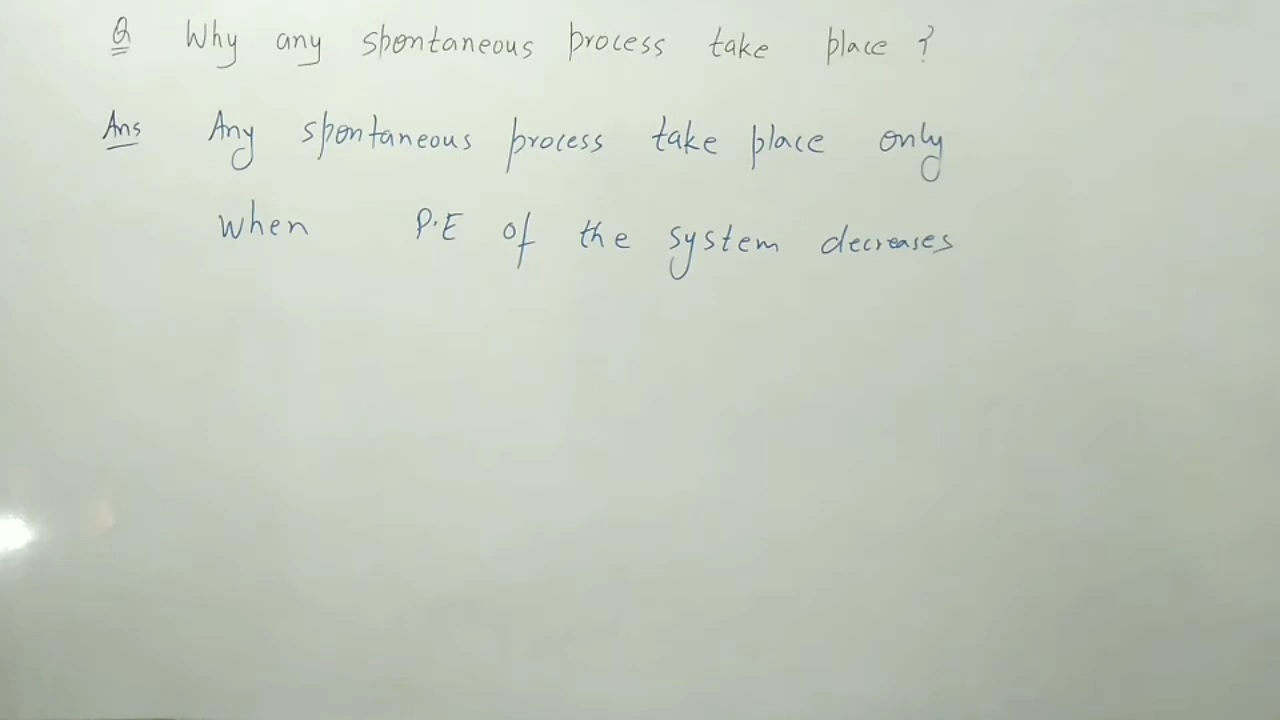 Q Why any spontaneous process take place ?
Ans Any spontaneous process take place only
when P.E of the system decreases